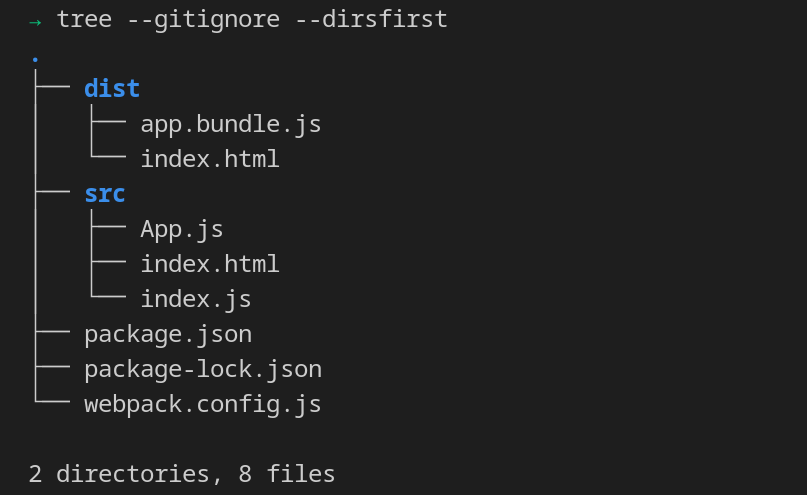 → tree --gitignore --dirsfirst
.
├── dist
│   ├── app.bundle.js
│   └── index.html
├── src
│   ├── App.js
│   ├── index.html
│   └── index.js
├── package.json
├── package-lock.json
└── webpack.config.js

2 directories, 8 files